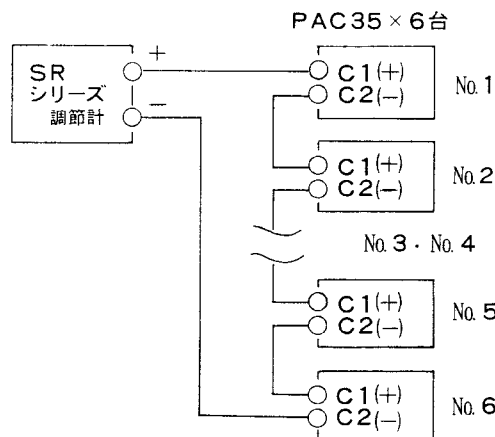 PAC35×6台
SR
シリーズ
調節計
+
−
C1(+)
C2(−)
No.1
C1(+)
C2(−)
No.2
No.3・No.4
C1(+)
C2(−)
No.5
C1(+)
C2(−)
No.6